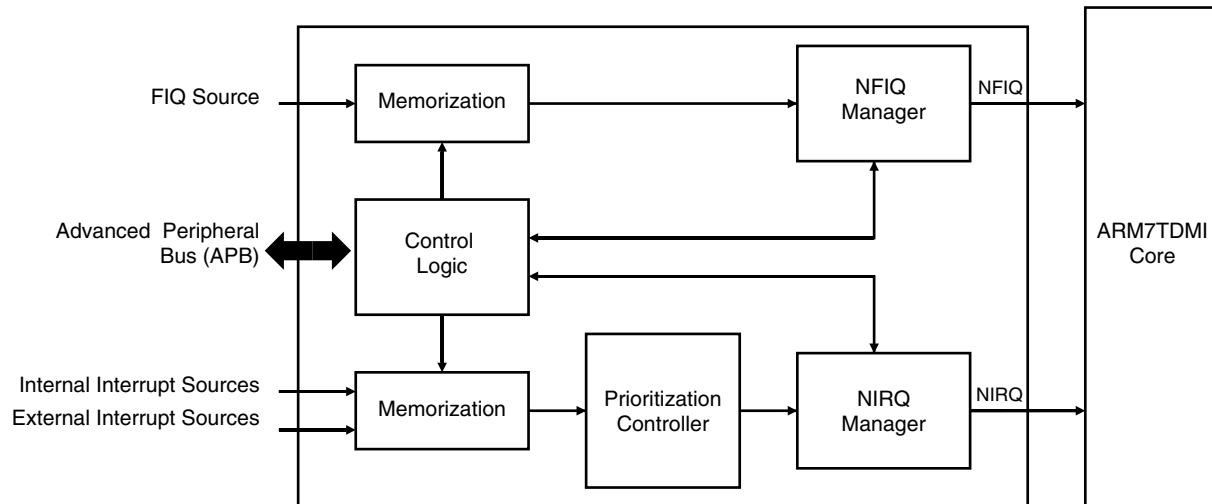 FIQ Source
Memorization
NFIQ
Manager
NFIQ
Advanced Peripheral
Bus (APB)
Control
Logic
ARM7TDMI
Core
Internal Interrupt Sources
External Interrupt Sources
Memorization
Prioritization
Controller
NIRQ
Manager
NIRQ